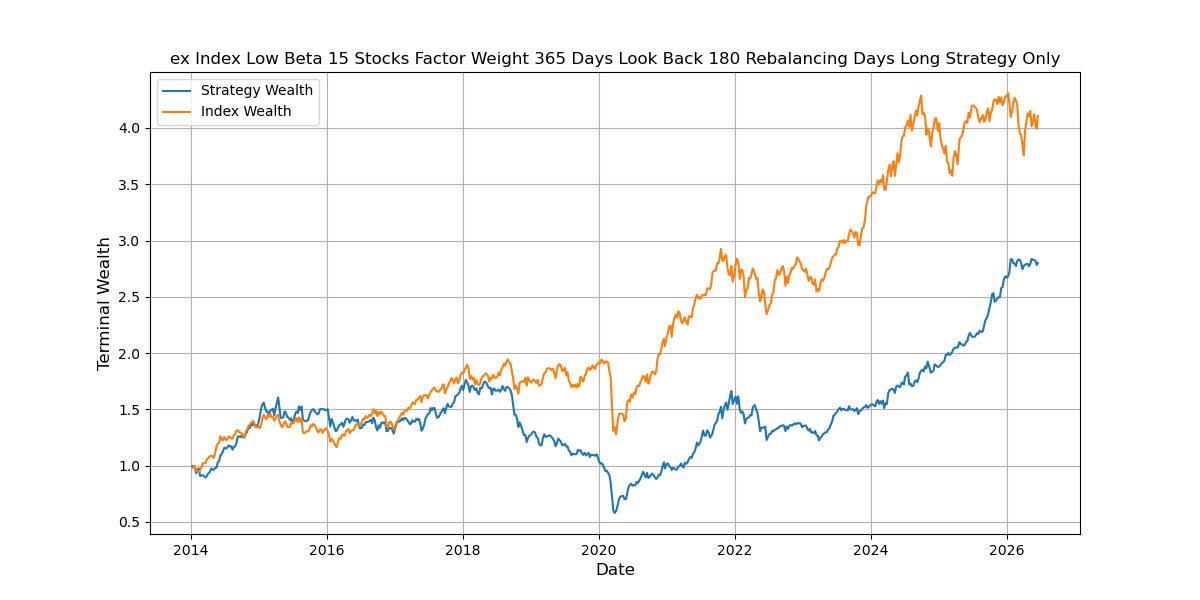 ex Index Low Beta 15 Stocks Factor Weight 365 Days Look Back 180 Rebalancing Days Long Strategy Only
Strategy Wealth
Index Wealth
Terminal Wealth
4.0
3.5
3.0
2.5
2.0
1.5
1.0
0.5
2014 2016 2018 2020 2022 2024 2026
Date